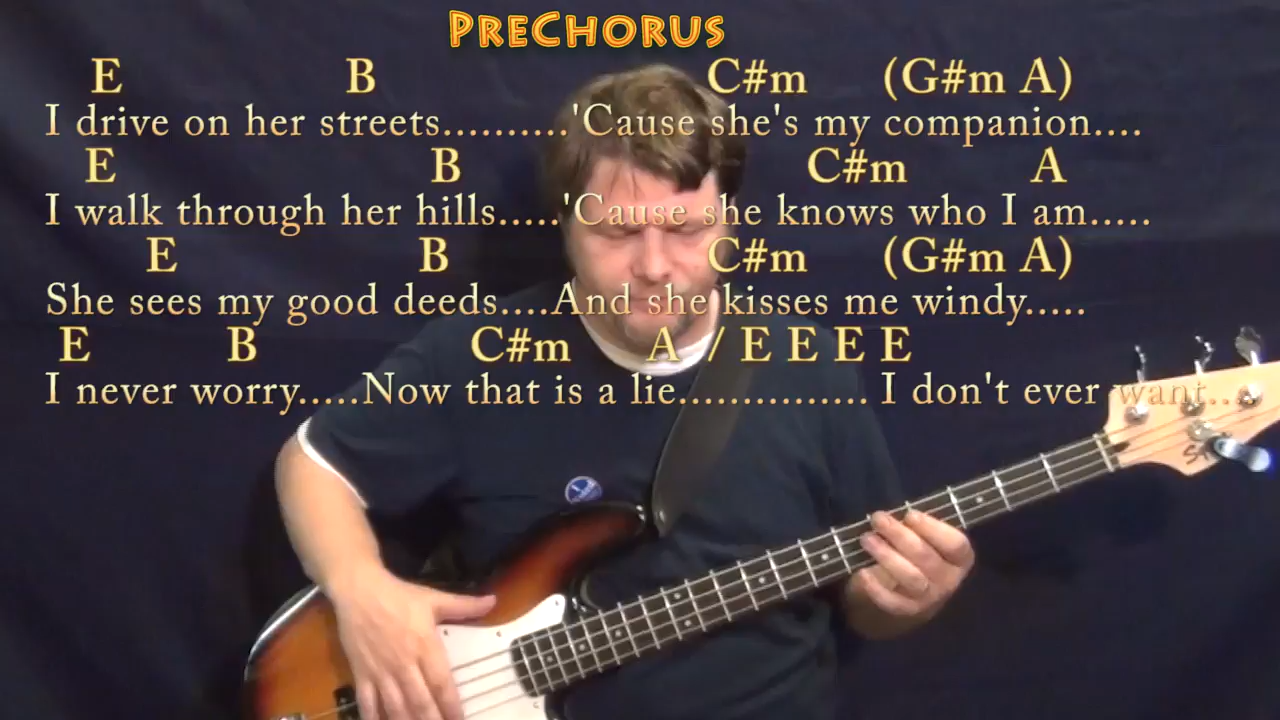 PreChorus
E B C#m (G#m A)
I drive on her streets..........'Cause she's my companion....
E B C#m A
I walk through her hills.....'Cause she knows who I am.....
E B C#m (G#m A)
She sees my good deeds....And she kisses me windy.....
E B C#m A / E E E E
I never worry.....Now that is a lie............... I don't ever want....